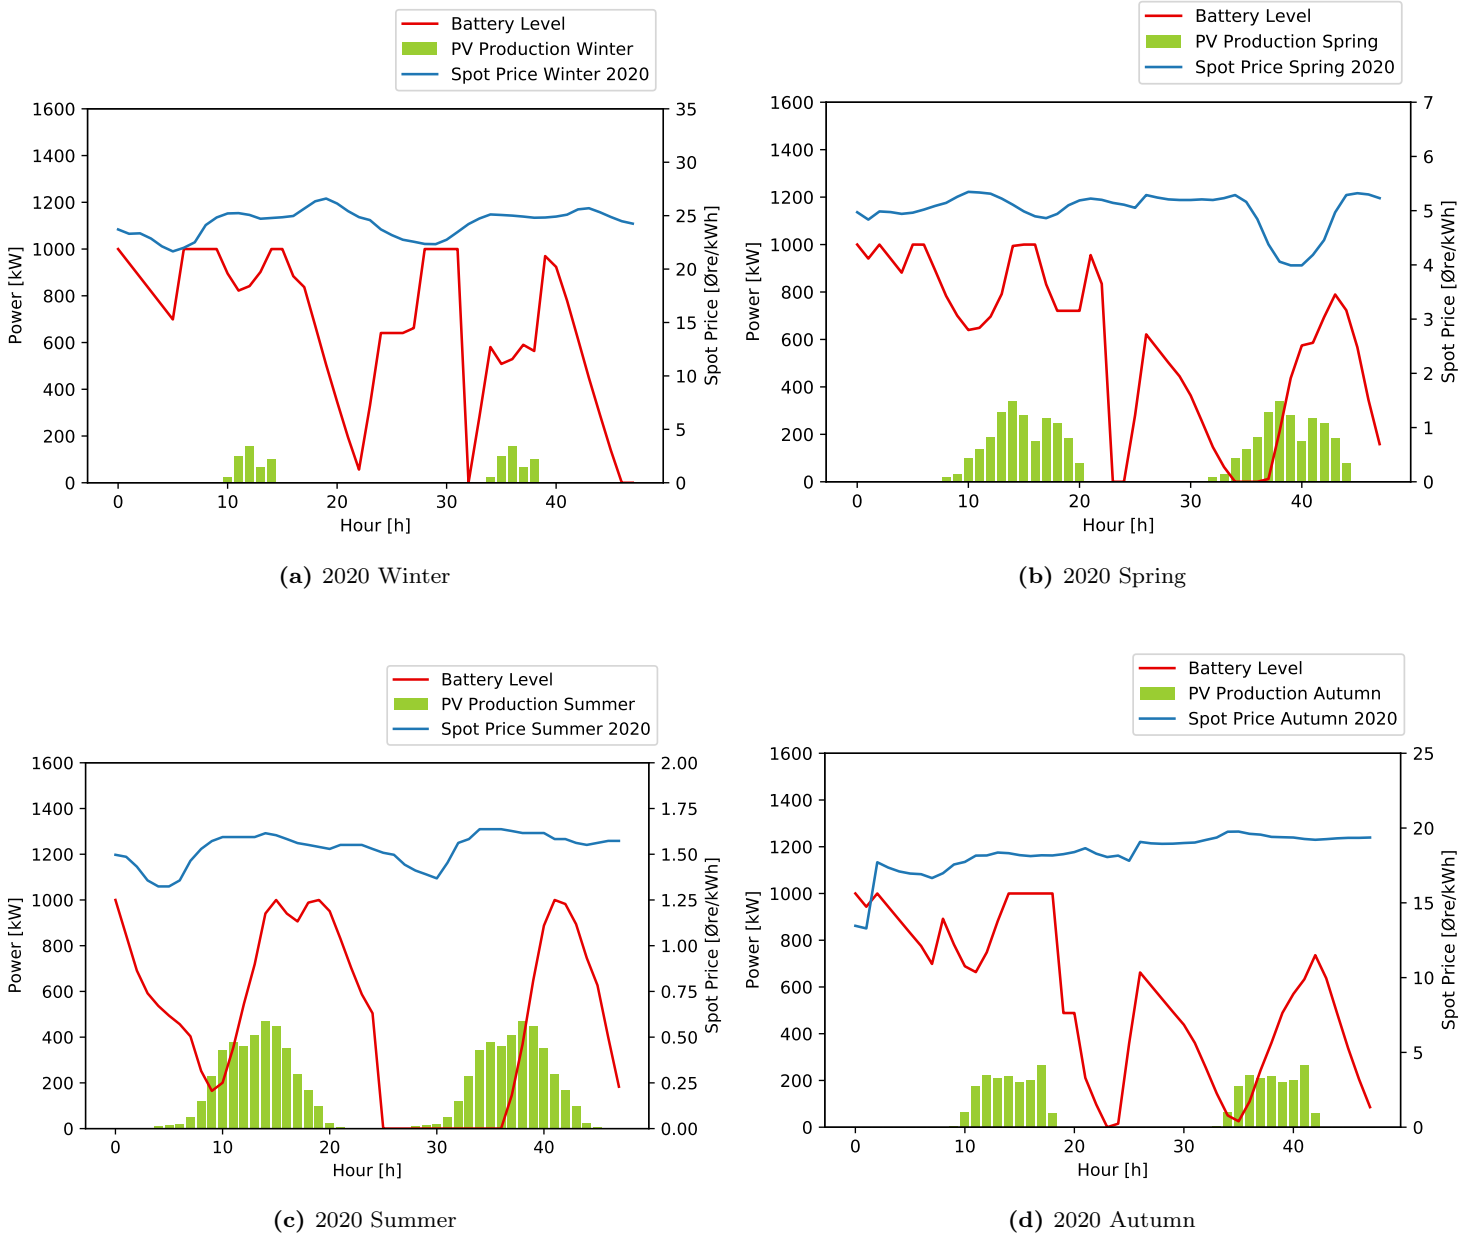 Battery Level
PV Production Winter
Spot Price Winter 2020
1600
1400
1200
1000
800
600
400
200
0
Power [kW]
35
30
25
20
15
10
5
0
Spot Price [Øre/kWh]
0 10 20 30 40
Hour [h]
(a) 2020 Winter
Battery Level
PV Production Spring
Spot Price Spring 2020
1600
1400
1200
1000
800
600
400
200
0
Power [kW]
7
6
5
4
3
2
1
0
Spot Price [Øre/kWh]
0 10 20 30 40
Hour [h]
(b) 2020 Spring
Battery Level
PV Production Summer
Spot Price Summer 2020
1600
1400
1200
1000
800
600
400
200
0
Power [kW]
2.00
1.75
1.50
1.25
1.00
0.75
0.50
0.25
0.00
Spot Price [Øre/kWh]
0 10 20 30 40
Hour [h]
(c) 2020 Summer
Battery Level
PV Production Autumn
Spot Price Autumn 2020
1600
1400
1200
1000
800
600
400
200
0
Power [kW]
25
20
15
10
5
0
Spot Price [Øre/kWh]
0 10 20 30 40
Hour [h]
(d) 2020 Autumn